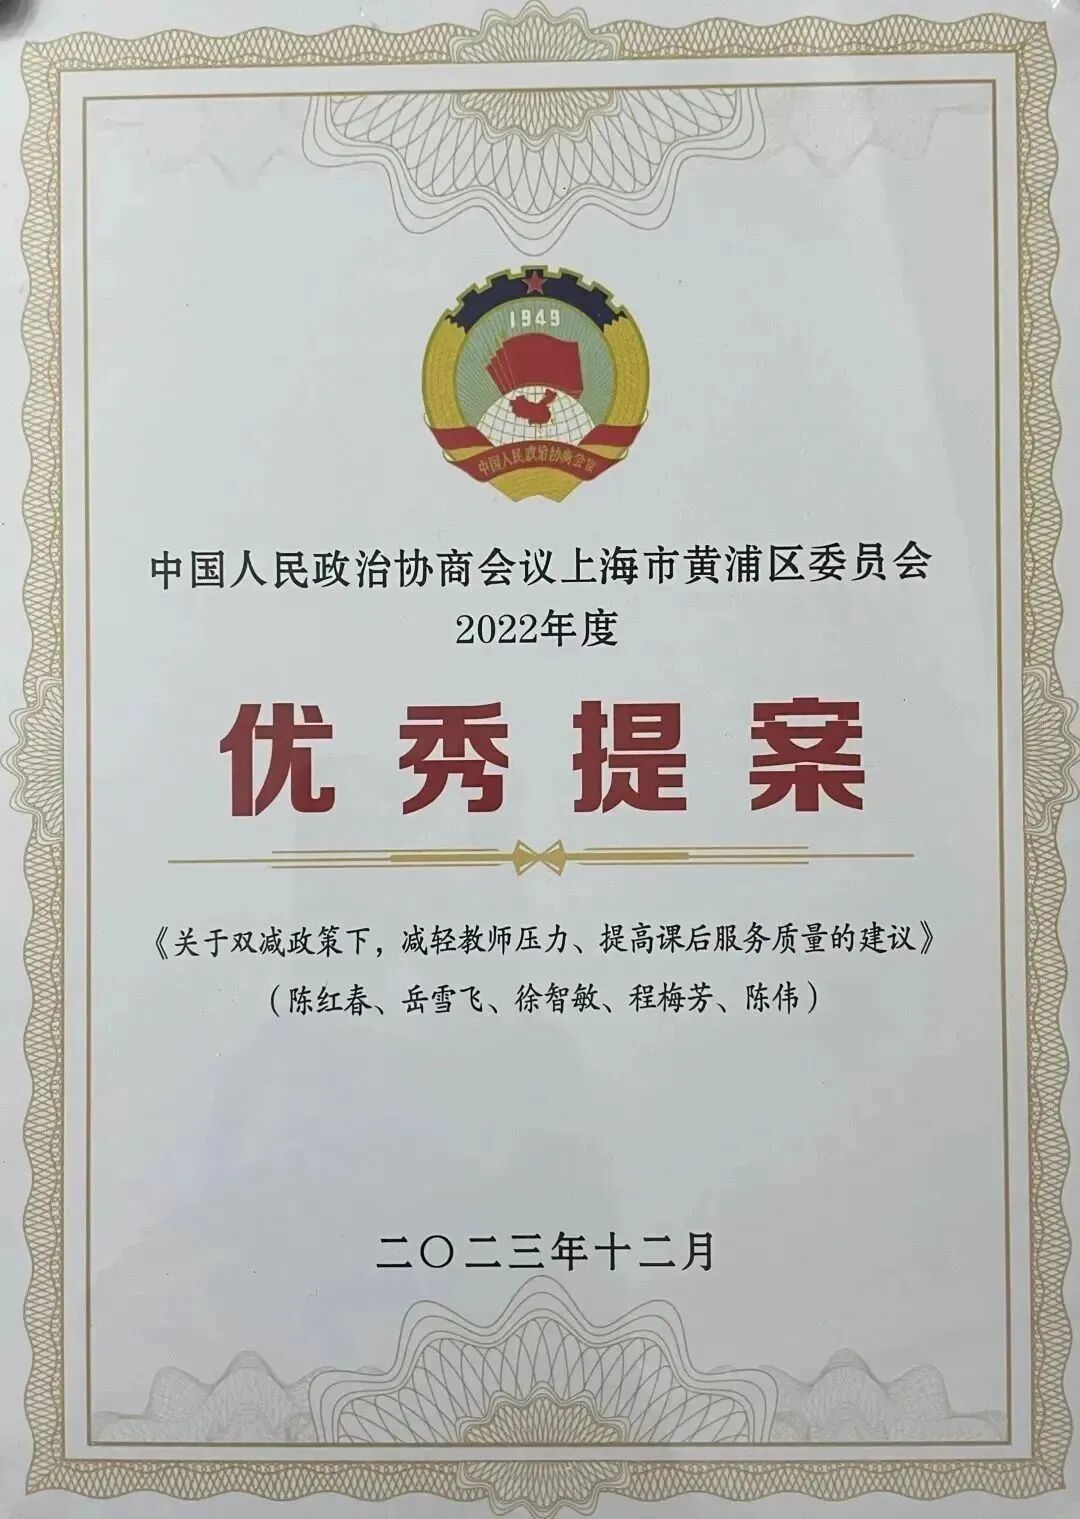 1949
中国人民政治协商会议
中国人民政治协商会议上海市黄浦区委员会
2022年度
优秀提案
《关于双减政策下，减轻教师压力、提高课后服务质量的建议》
（陈红春、岳雪飞、徐智敏、程梅芳、陈伟）
二〇二三年十二月